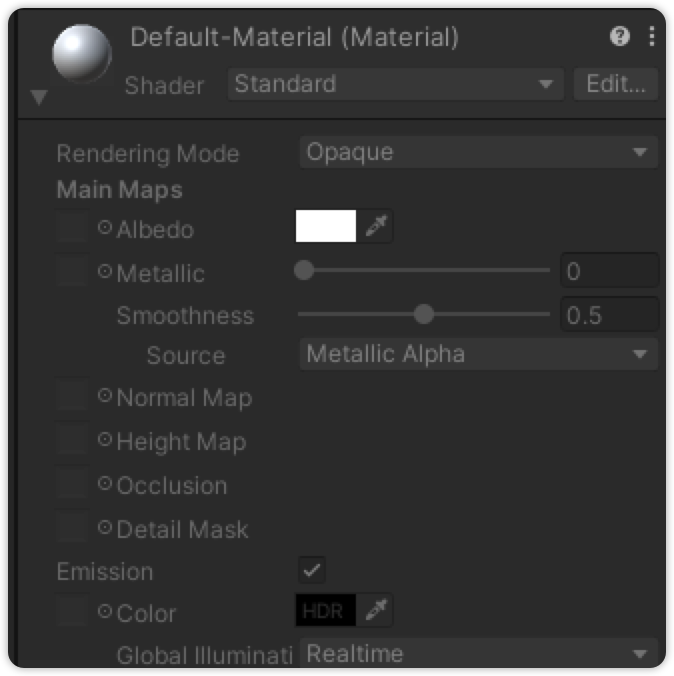 Default-Material (Material)
Shader Standard Edit...
Rendering Mode Opaque
Main Maps
Albedo
Metallic 0
Smoothness 0.5
Source Metallic Alpha
Normal Map
Height Map
Occlusion
Detail Mask
Emission
Color HDR
Global Illuminati Realtime